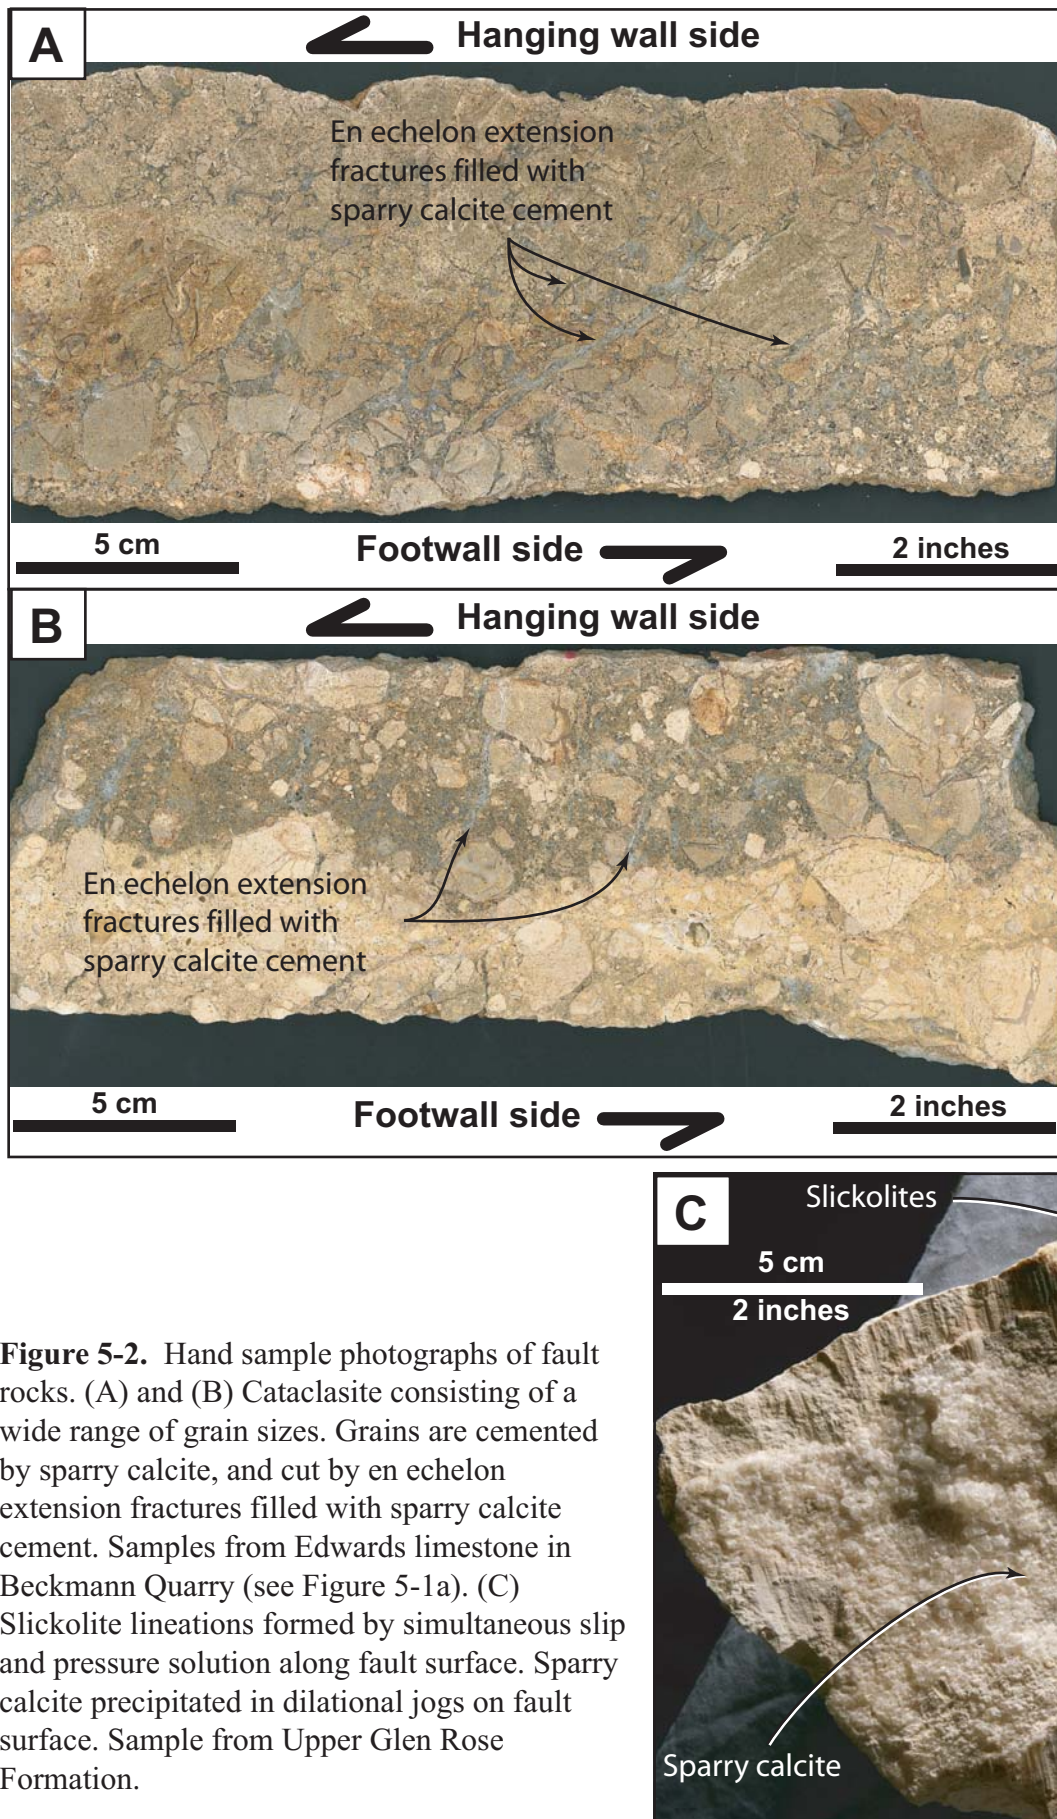 A
Hanging wall side
En echelon extension
fractures filled with
sparry calcite cement
5 cm
Footwall side
2 inches
B
Hanging wall side
En echelon extension
fractures filled with
sparry calcite cement
5 cm
Footwall side
2 inches
C
Slickolites
5 cm
2 inches
Sparry calcite
Figure 5-2. Hand sample photographs of fault
rocks. (A) and (B) Cataclasite consisting of a
wide range of grain sizes. Grains are cemented
by sparry calcite, and cut by en echelon
extension fractures filled with sparry calcite
cement. Samples from Edwards limestone in
Beckmann Quarry (see Figure 5-1a). (C)
Slickolite lineations formed by simultaneous slip
and pressure solution along fault surface. Sparry
calcite precipitated in dilational jogs on fault
surface. Sample from Upper Glen Rose
Formation.